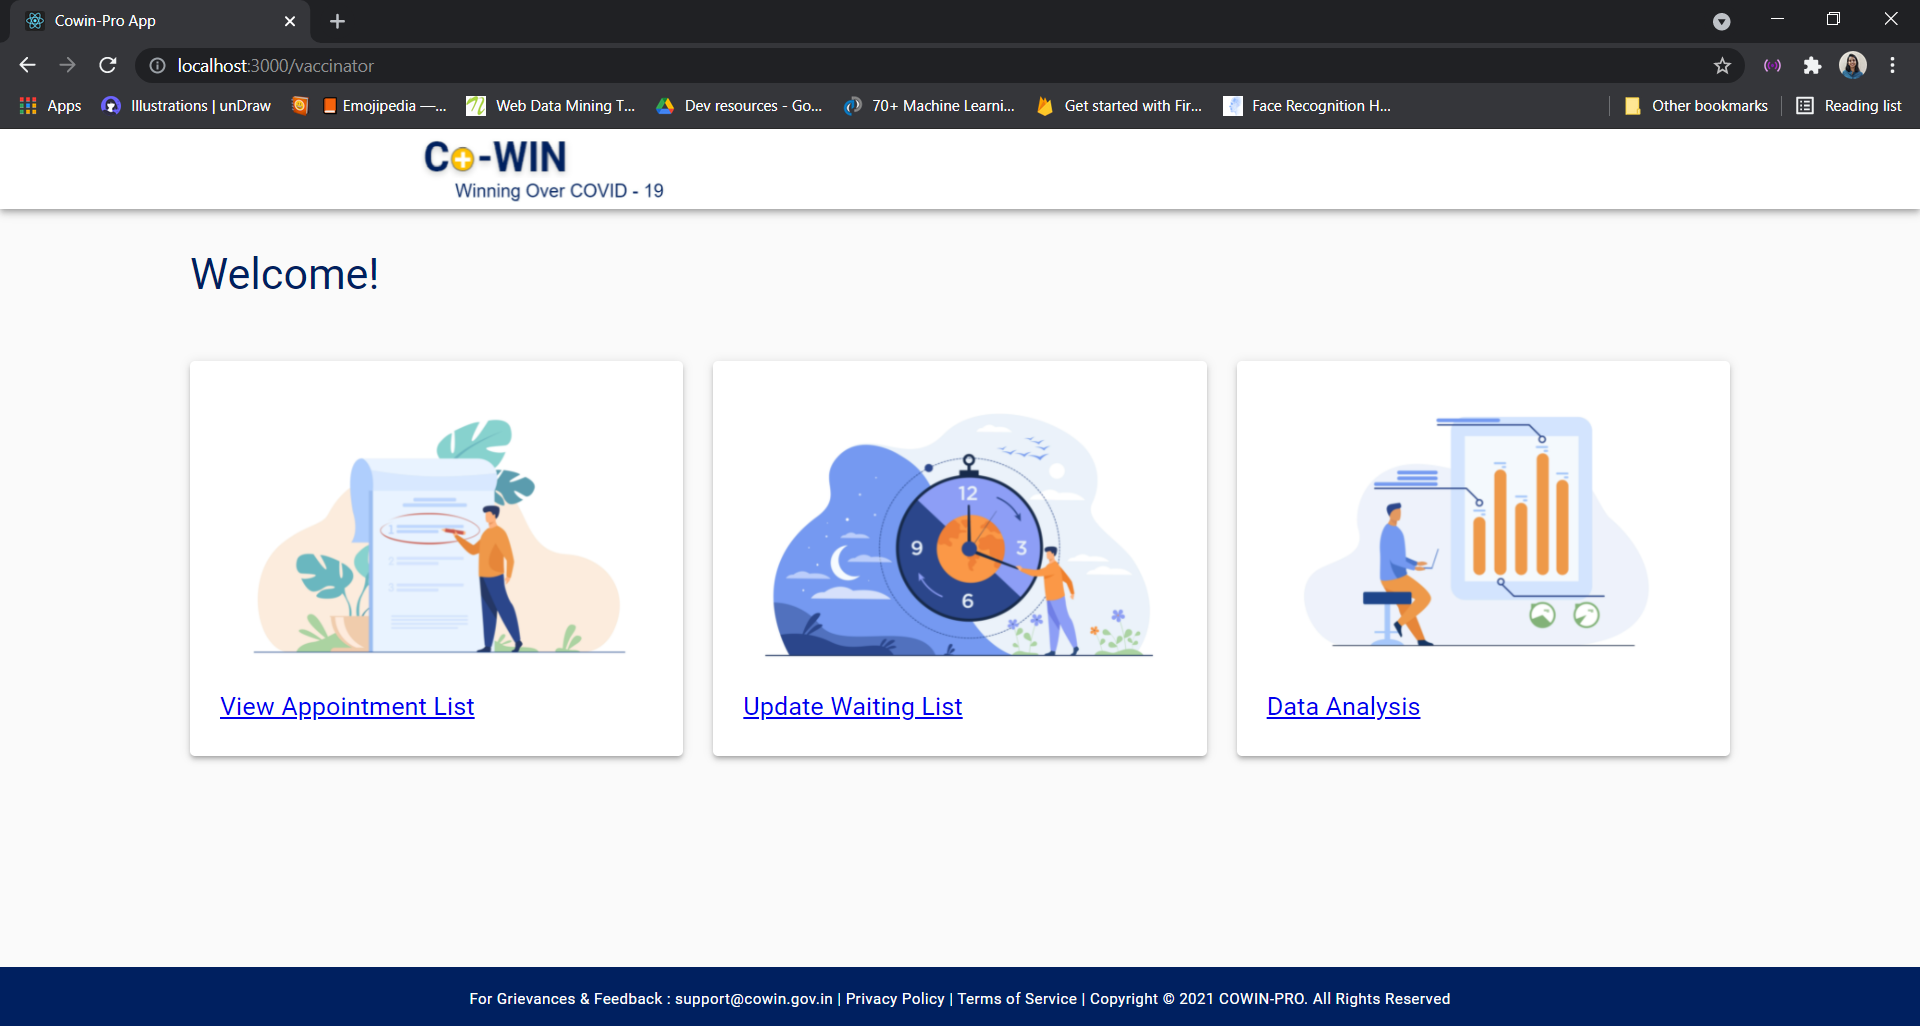 Cowin-Pro App
localhost:3000/vaccinator
Apps
Illustrations | unDraw
Emojipedia —...
Web Data Mining T...
Dev resources - Go...
70+ Machine Learni...
Get started with Fir...
Face Recognition H...
Other bookmarks
Reading list
Co-WIN
Winning Over COVID - 19
Welcome!
1
2
3
12
3
6
9
View Appointment List
Update Waiting List
Data Analysis
For Grievances & Feedback : support@cowin.gov.in | Privacy Policy | Terms of Service | Copyright © 2021 COWIN-PRO. All Rights Reserved